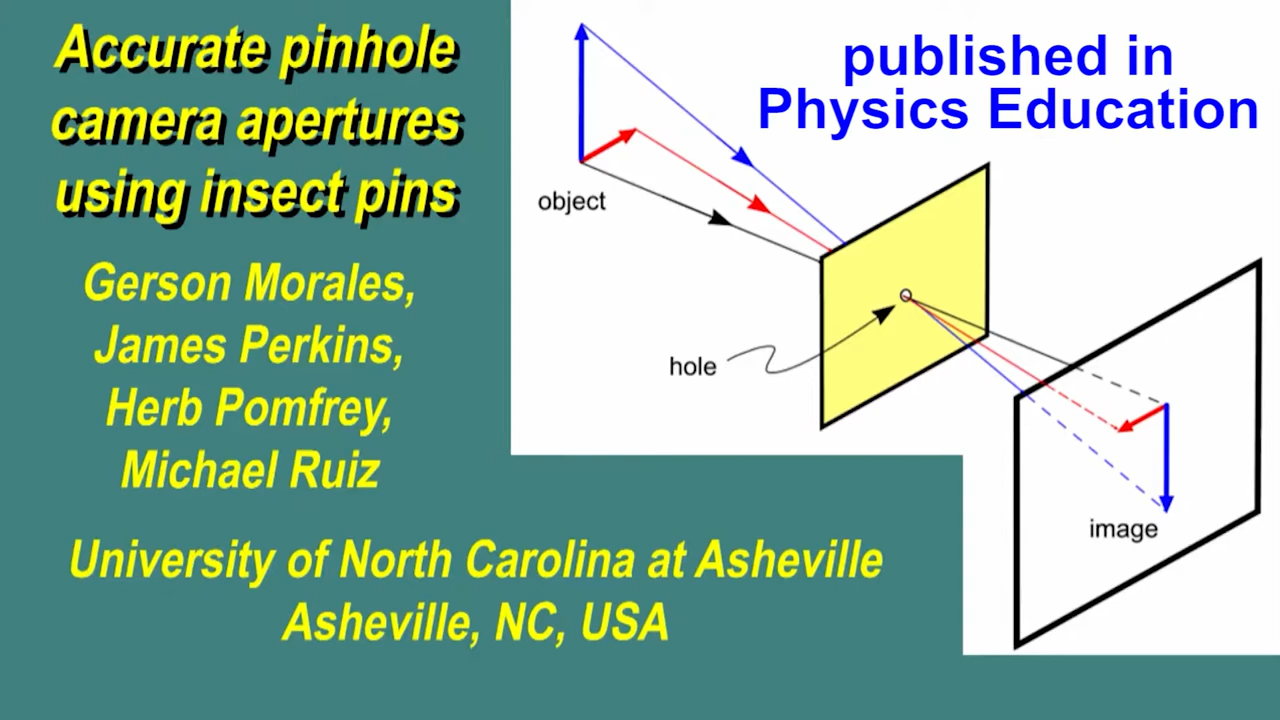 Accurate pinhole
camera apertures
using insect pins
Gerson Morales,
James Perkins,
Herb Pomfrey,
Michael Ruiz
University of North Carolina at Asheville
Asheville, NC, USA
published in
Physics Education
object
hole
image